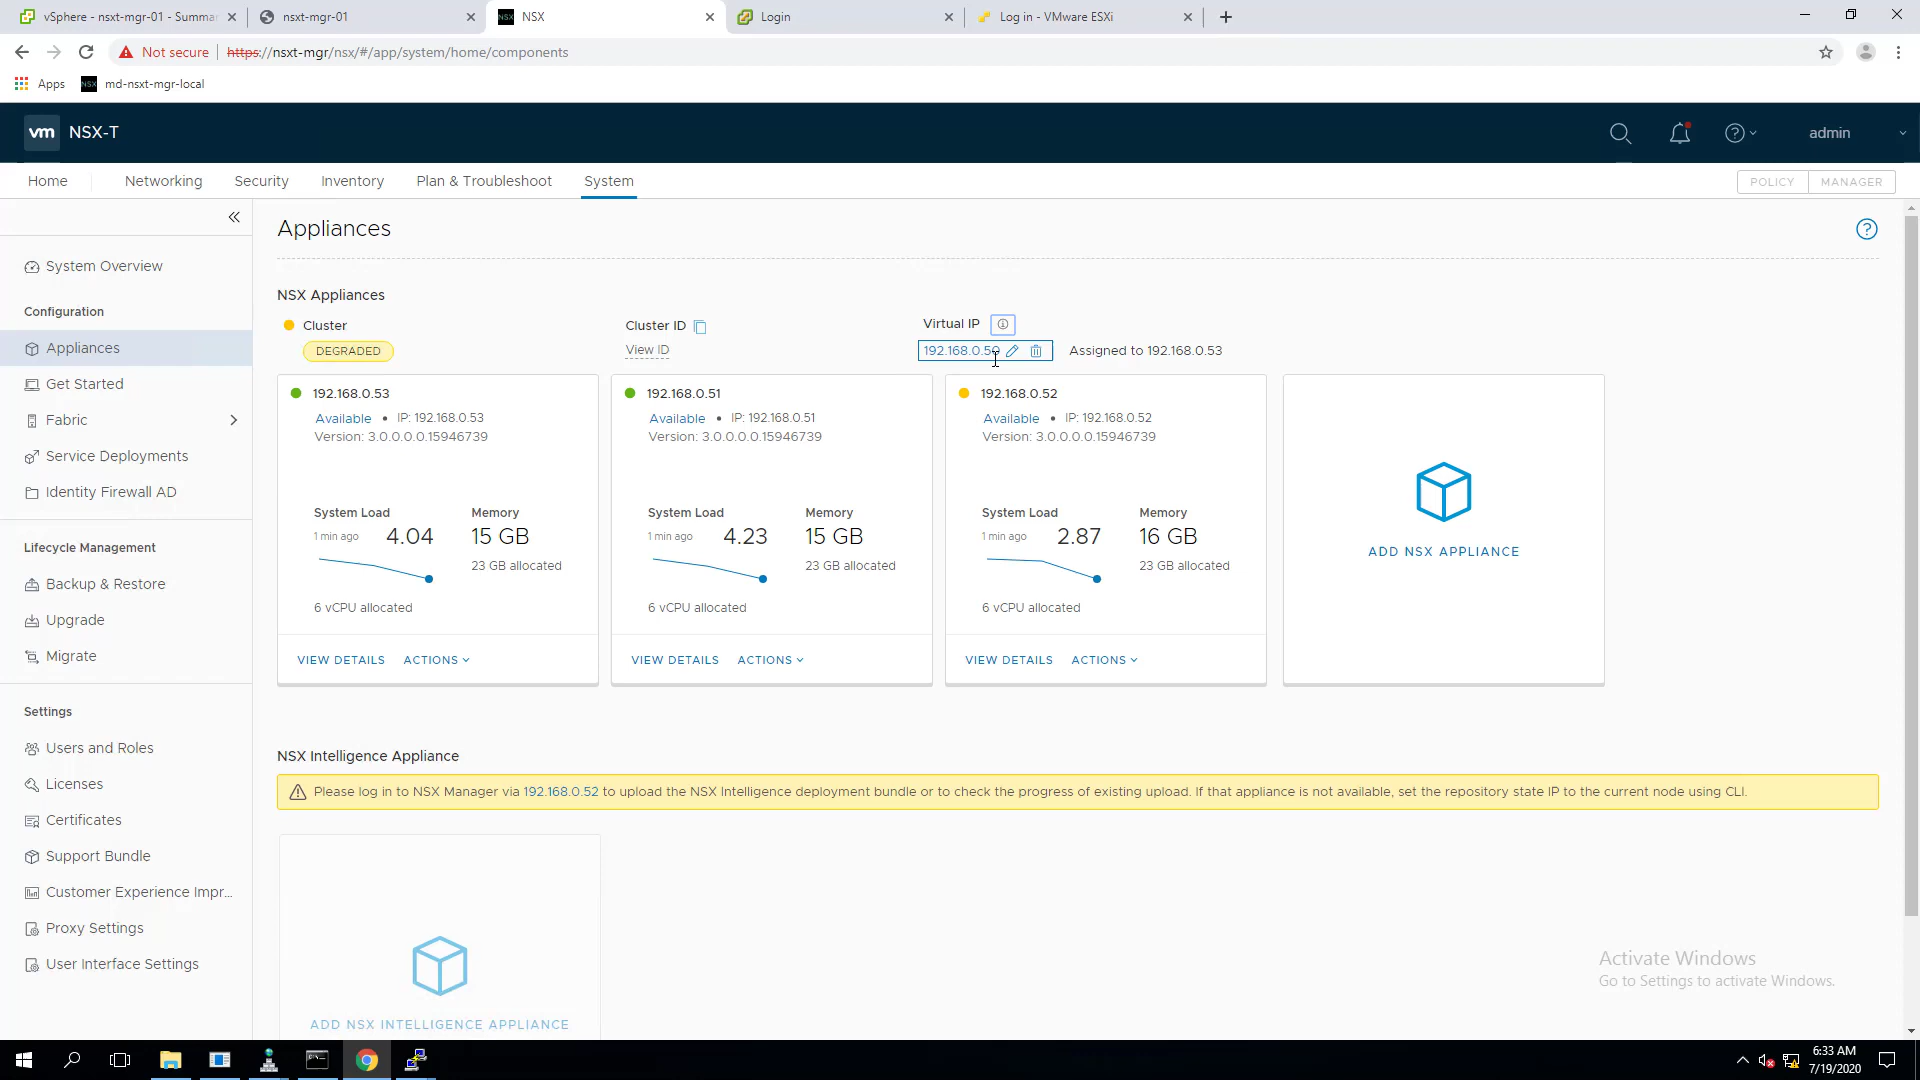 vSphere - nsxt-mgr-01 - Summa
nsxt-mgr-01
NSX
Login
Log in - VMware ESXi
Not secure
https://nsxt-mgr/nsx/#/app/system/home/components
Apps
md-nsxt-mgr-local
vm
NSX-T
admin
Home
Networking
Security
Inventory
Plan & Troubleshoot
System
POLICY
MANAGER
System Overview
Configuration
Appliances
Get Started
Fabric
Service Deployments
Identity Firewall AD
Lifecycle Management
Backup & Restore
Upgrade
Migrate
Settings
Users and Roles
Licenses
Certificates
Support Bundle
Customer Experience Impr...
Proxy Settings
User Interface Settings
Appliances
NSX Appliances
Cluster
DEGRADED
Cluster ID
View ID
Virtual IP
192.168.0.50
Assigned to 192.168.0.53
192.168.0.53
Available • IP: 192.168.0.53
Version: 3.0.0.0.0.15946739
System Load
1 min ago 4.04
Memory
15 GB
23 GB allocated
6 vCPU allocated
VIEW DETAILS
ACTIONS
192.168.0.51
Available • IP: 192.168.0.51
Version: 3.0.0.0.0.15946739
System Load
1 min ago 4.23
Memory
15 GB
23 GB allocated
6 vCPU allocated
VIEW DETAILS
ACTIONS
192.168.0.52
Available • IP: 192.168.0.52
Version: 3.0.0.0.0.15946739
System Load
1 min ago 2.87
Memory
16 GB
23 GB allocated
6 vCPU allocated
VIEW DETAILS
ACTIONS
ADD NSX APPLIANCE
NSX Intelligence Appliance
Please log in to NSX Manager via 192.168.0.52 to upload the NSX Intelligence deployment bundle or to check the progress of existing upload. If that appliance is not available, set the repository state IP to the current node using CLI.
ADD NSX INTELLIGENCE APPLIANCE
Activate Windows
Go to Settings to activate Windows.
6:33 AM
7/19/2020